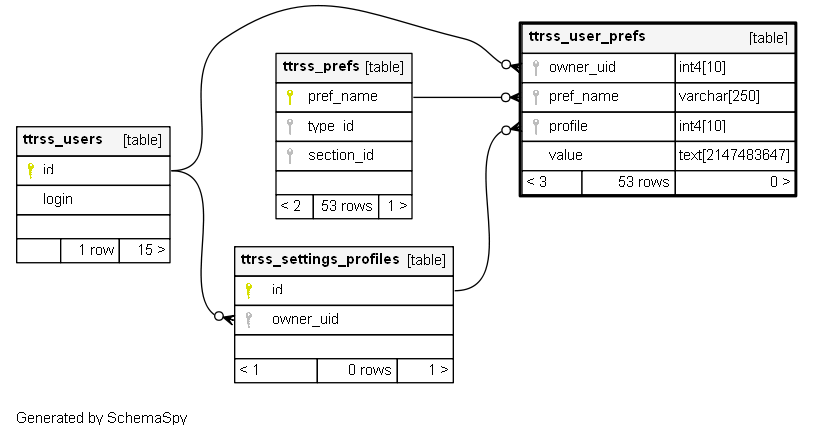 ttrss_user_prefs [table]
owner_uid int4[10]
pref_name varchar[250]
profile int4[10]
value text[2147483647]
< 3 53 rows 0 >
ttrss_prefs [table]
pref_name
type_id
section_id
< 2 53 rows 1 >
ttrss_users [table]
id
login
1 row 15 >
ttrss_settings_profiles [table]
id
owner_uid
< 1 0 rows 1 >
Generated by SchemaSpy